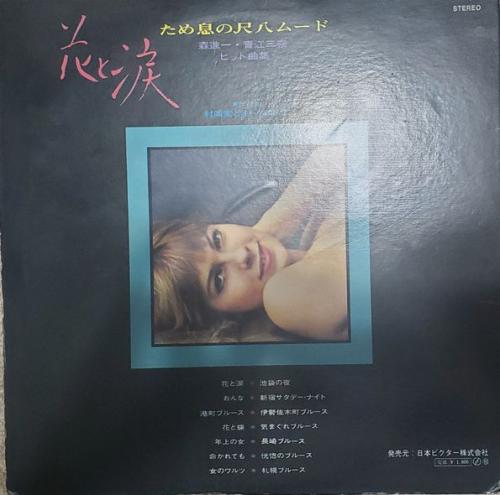 STEREO
ため息の尺八ムード
森進一・青江三奈
ヒット曲集
花と涙
花と涙 ★ 池袋の夜
おんな ★ 新宿サタデー・ナイト
港町ブルース ★ 伊勢佐木町ブルース
花と蝶 ★ 気まぐれブルース
年上の女 ★ 長崎ブルース
命かれても ★ 恍惚のブルース
女のワルツ ★ 札幌ブルース
発売元：日本ビクター株式会社
定価 ￥1,800